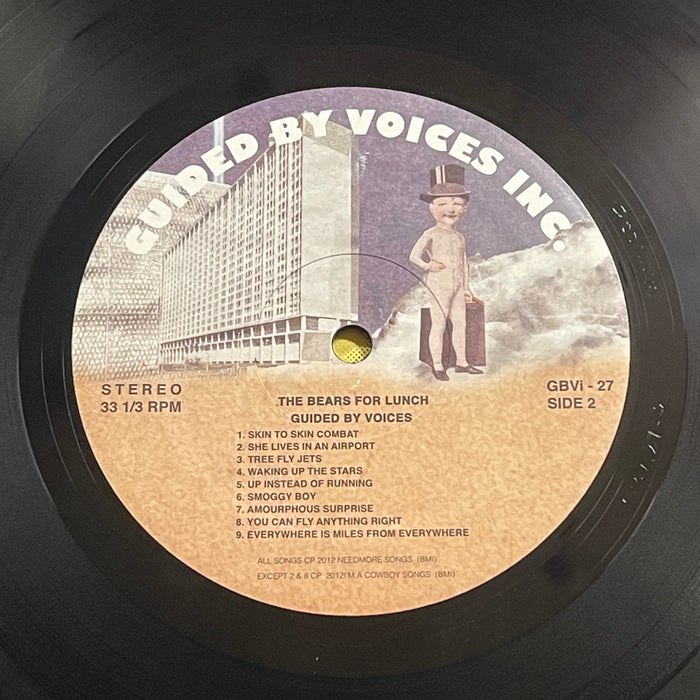 GUIDED BY VOICES INC.
STEREO
33 1/3 RPM
GBVi - 27
SIDE 2
THE BEARS FOR LUNCH
GUIDED BY VOICES
1. SKIN TO SKIN COMBAT
2. SHE LIVES IN AN AIRPORT
3. TREE FLY JETS
4. WAKING UP THE STARS
5. UP INSTEAD OF RUNNING
6. SMOGGY BOY
7. AMOURPHOUS SURPRISE
8. YOU CAN FLY ANYTHING RIGHT
9. EVERYWHERE IS MILES FROM EVERYWHERE
ALL SONGS CP 2012 NEEDMORE SONGS (BMI)
EXCEPT 2 & 8 CP 2012I'M A COWBOY SONGS (BMI)